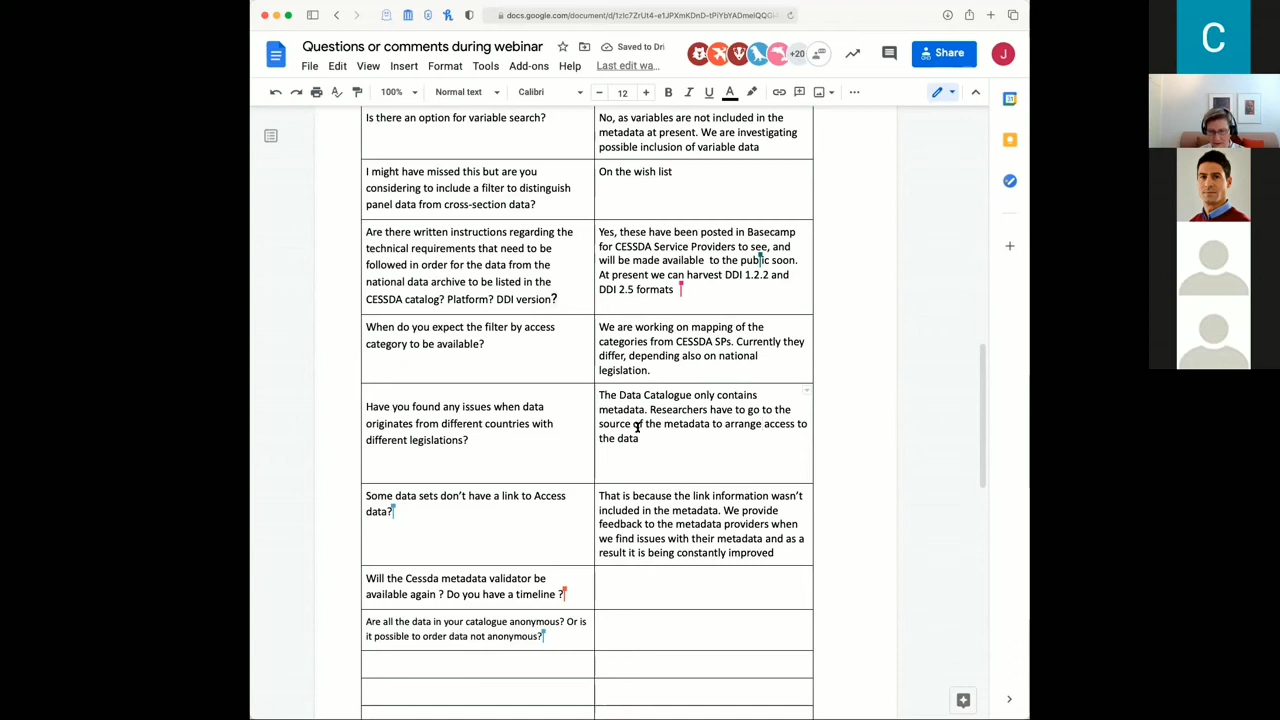 docs.google.com/document/d/1zIc7ZrUt4-e1JPXmKDnD-tPiYbYADmeIQQGH
Questions or comments during webinar
Saved to Dri
+20
Share
J
File Edit View Insert Format Tools Add-ons Help
Last edit wa...
100%
Normal text
Calibri
12
B I U A
31
C
Is there an option for variable search?
No, as variables are not included in the
metadata at present. We are investigating
possible inclusion of variable data
I might have missed this but are you
considering to include a filter to distinguish
panel data from cross-section data?
On the wish list
Are there written instructions regarding the
technical requirements that need to be
followed in order for the data from the
national data archive to be listed in the
CESSDA catalog? Platform? DDI version?
Yes, these have been posted in Basecamp
for CESSDA Service Providers to see, and
will be made available to the public soon.
At present we can harvest DDI 1.2.2 and
DDI 2.5 formats
When do you expect the filter by access
category to be available?
We are working on mapping of the
categories from CESSDA SPs. Currently they
differ, depending also on national
legislation.
Have you found any issues when data
originates from different countries with
different legislations?
The Data Catalogue only contains
metadata. Researchers have to go to the
source of the metadata to arrange access to
the data
Some data sets don't have a link to Access
data?
That is because the link information wasn't
included in the metadata. We provide
feedback to the metadata providers when
we find issues with their metadata and as a
result it is being constantly improved
Will the Cessda metadata validator be
available again ? Do you have a timeline ?
Are all the data in your catalogue anonymous? Or is
it possible to order data not anonymous?